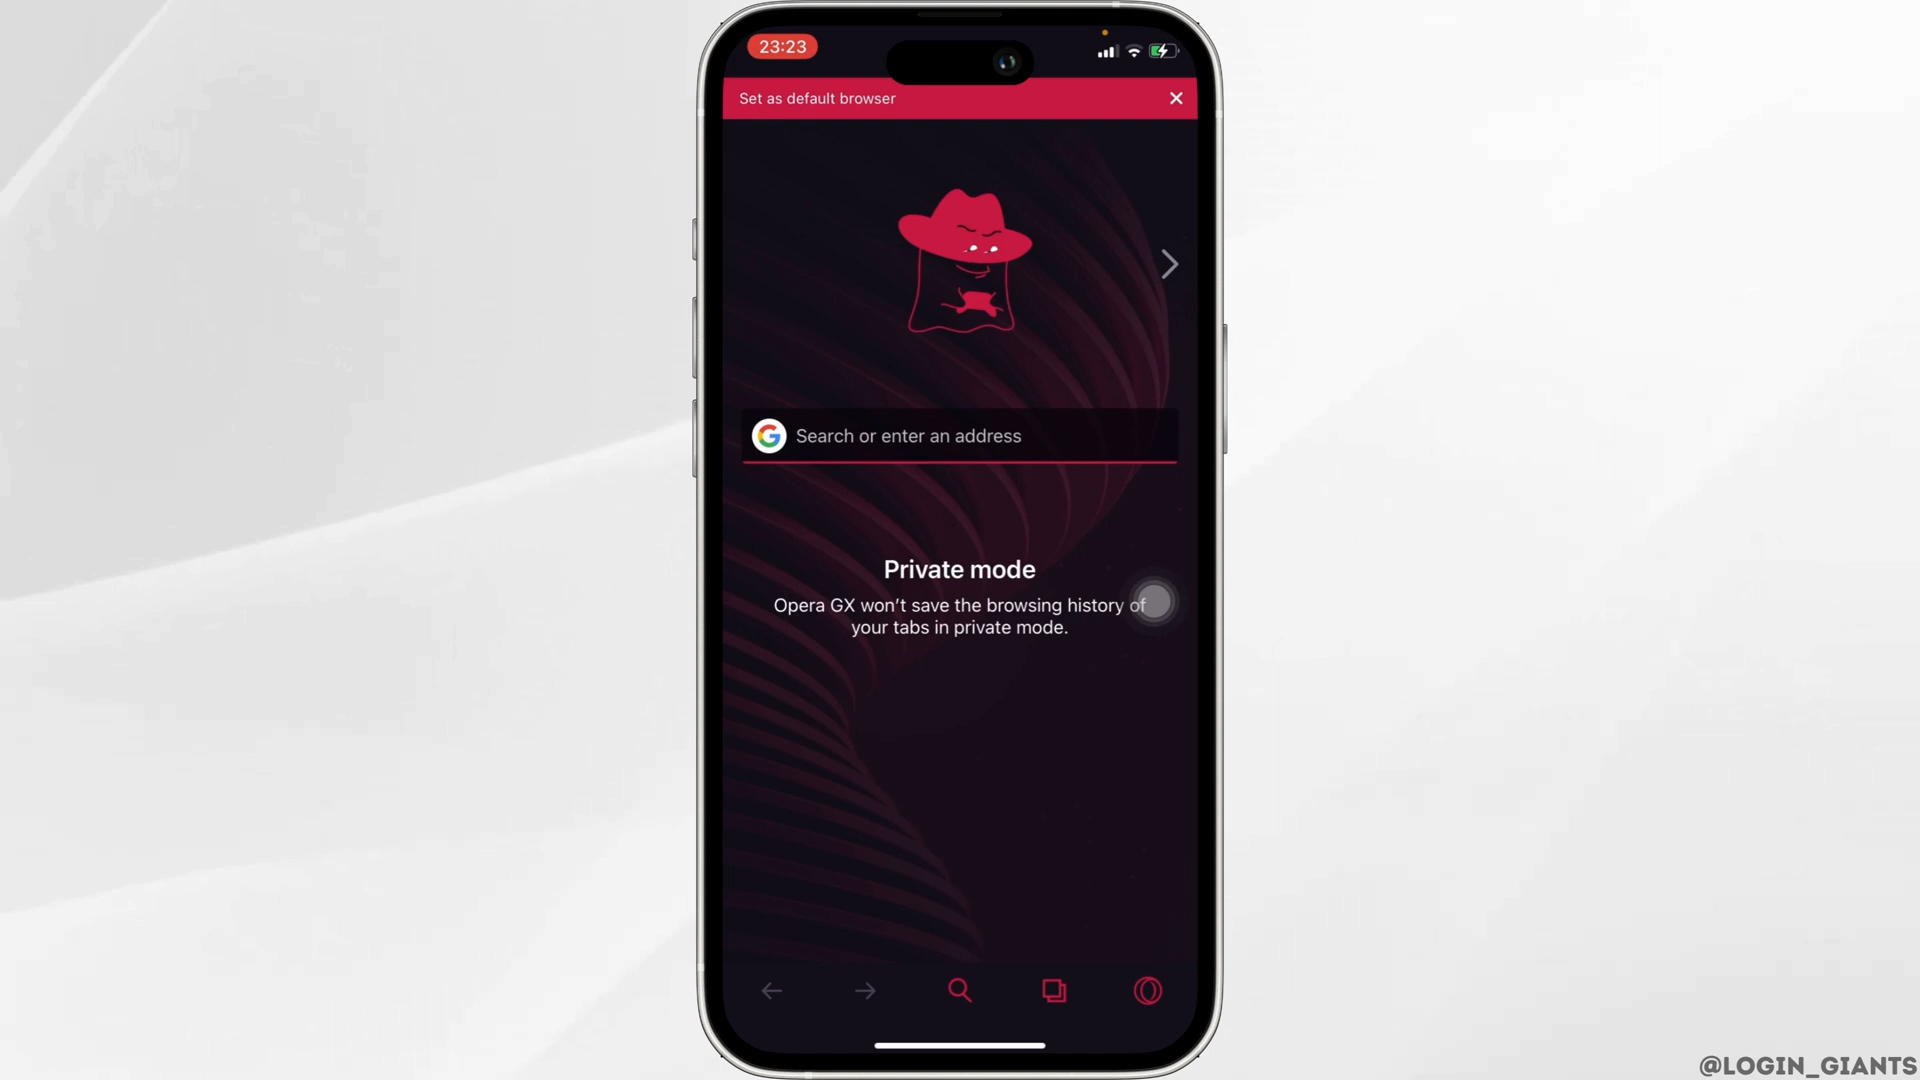 23:23
Set as default browser
Search or enter an address
Private mode
Opera GX won't save the browsing history of
your tabs in private mode.
@LOGIN_GIANTS